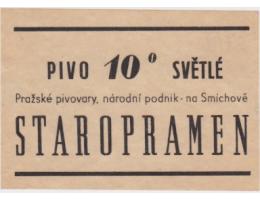 PIVO 10° SVĚTLÉ
Pražské pivovary, národní podnik - na Smíchově
STAROPRAMEN